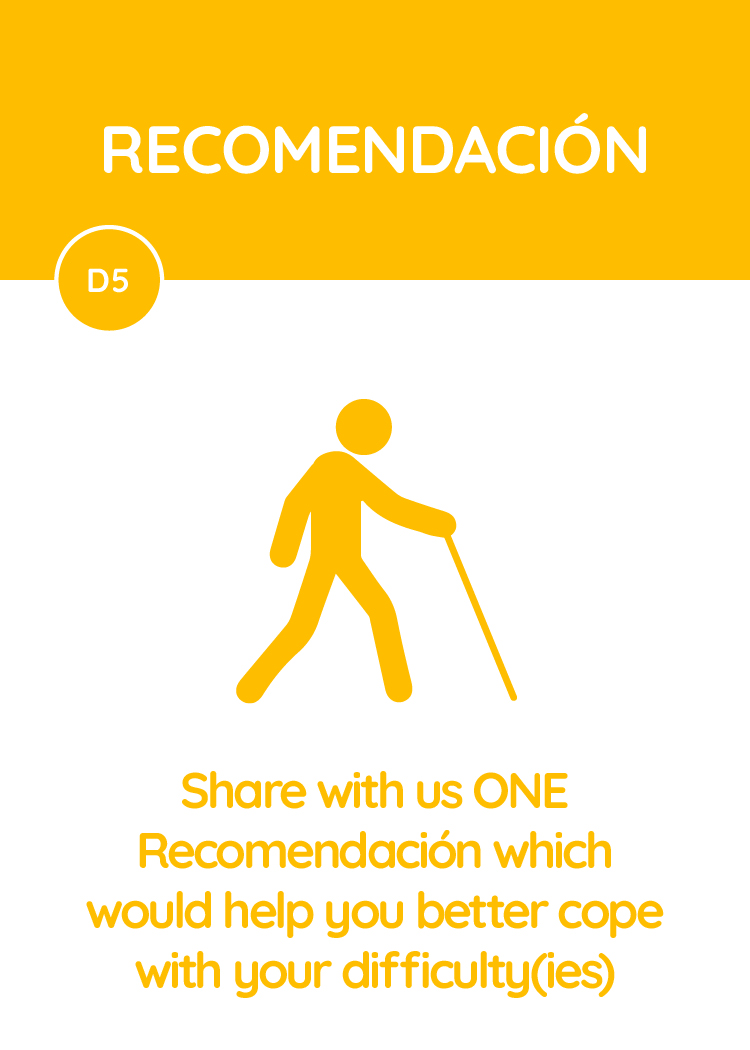 RECOMENDACIÓN
D5
Share with us ONE
Recomendación which
would help you better cope
with your difficulty(ies)